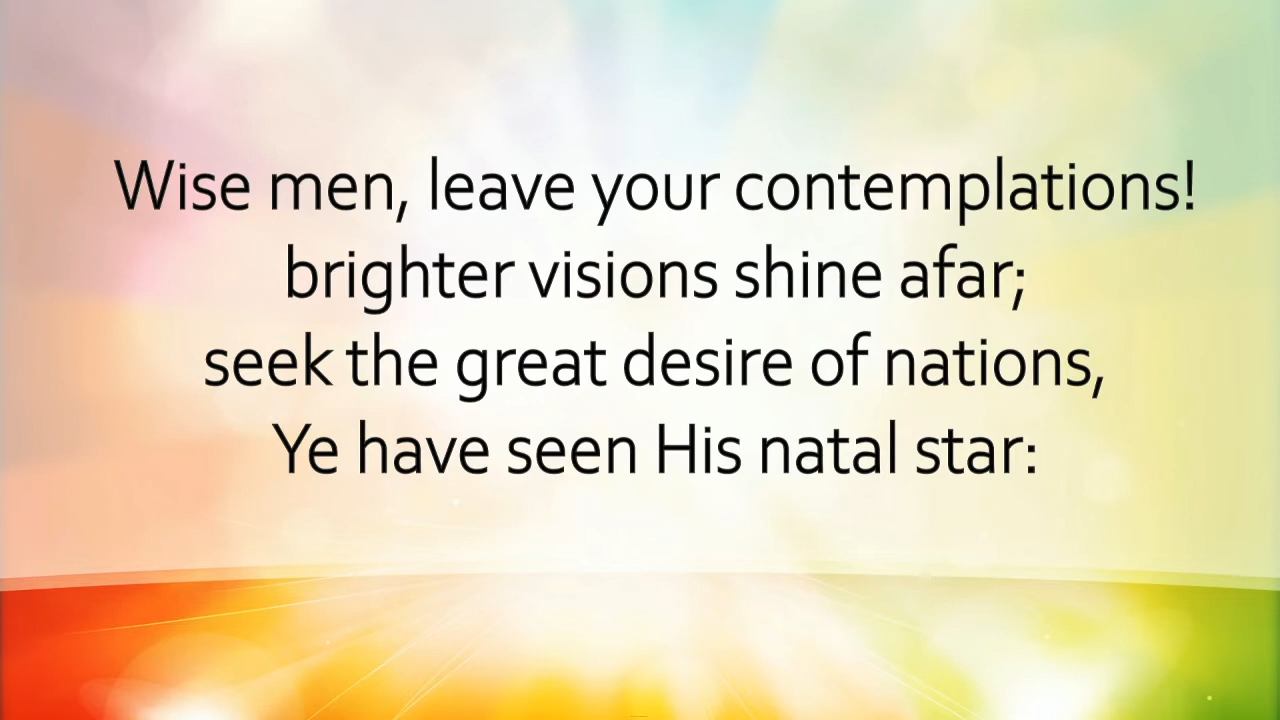 Wise men, leave your contemplations!
brighter visions shine afar;
seek the great desire of nations,
Ye have seen His natal star: